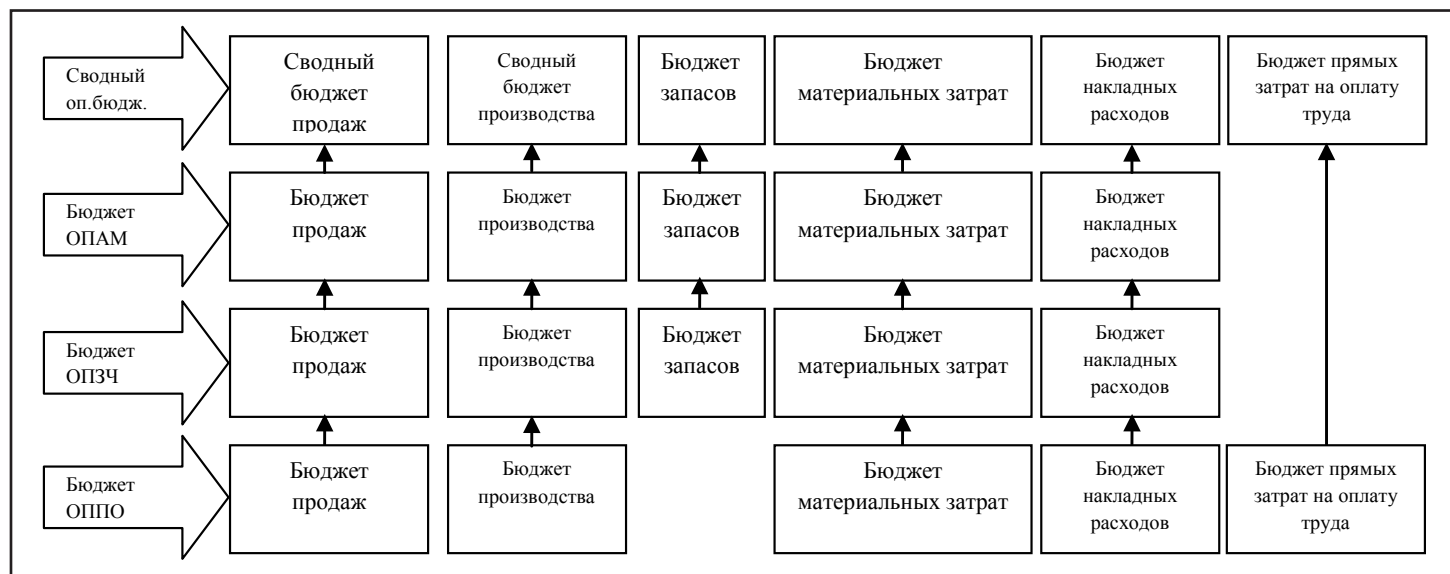 Сводный
оп.бюдж.
Сводный
бюджет
продаж
Сводный
бюджет
производства
Бюджет
запасов
Бюджет
материальных затрат
Бюджет
накладных
расходов
Бюджет прямых
затрат на оплату
труда
Бюджет
ОПАМ
Бюджет
продаж
Бюджет
производства
Бюджет
запасов
Бюджет
материальных затрат
Бюджет
накладных
расходов
Бюджет
ОПЗЧ
Бюджет
продаж
Бюджет
производства
Бюджет
запасов
Бюджет
материальных затрат
Бюджет
накладных
расходов
Бюджет
ОППО
Бюджет
продаж
Бюджет
производства
Бюджет
материальных затрат
Бюджет
накладных
расходов
Бюджет прямых
затрат на оплату
труда